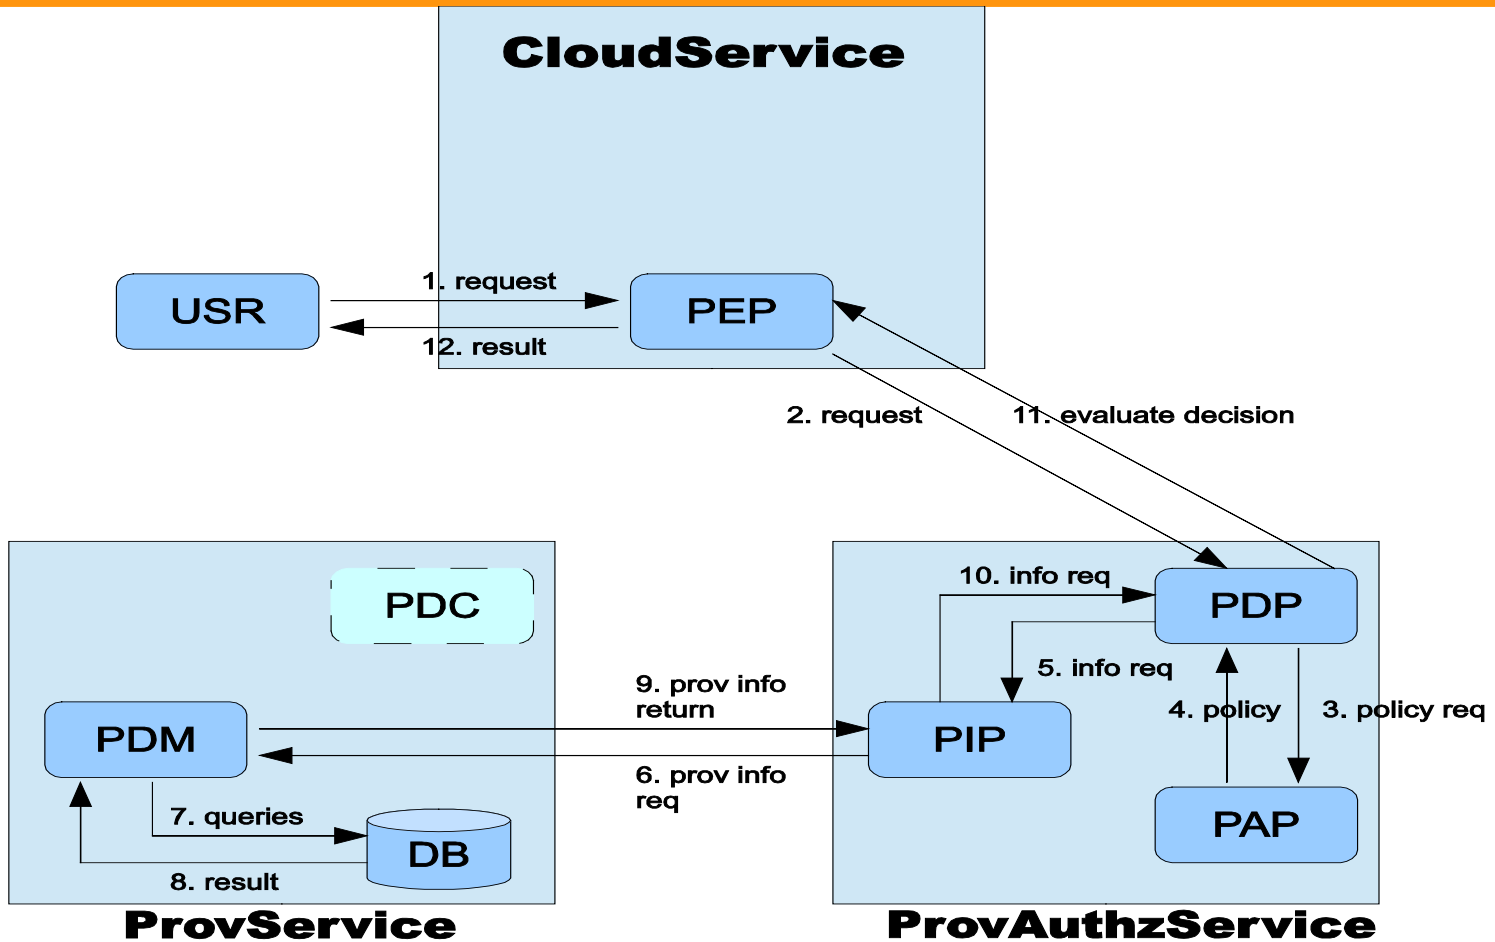 CloudService
1. request
USR
PEP
12. result
2. request
11. evaluate decision
PDC
10. info req
PDP
5. info req
9. prov info
return
4. policy
3. policy req
PDM
PIP
6. prov info
req
7. queries
PAP
DB
8. result
ProvService
ProvAuthzService